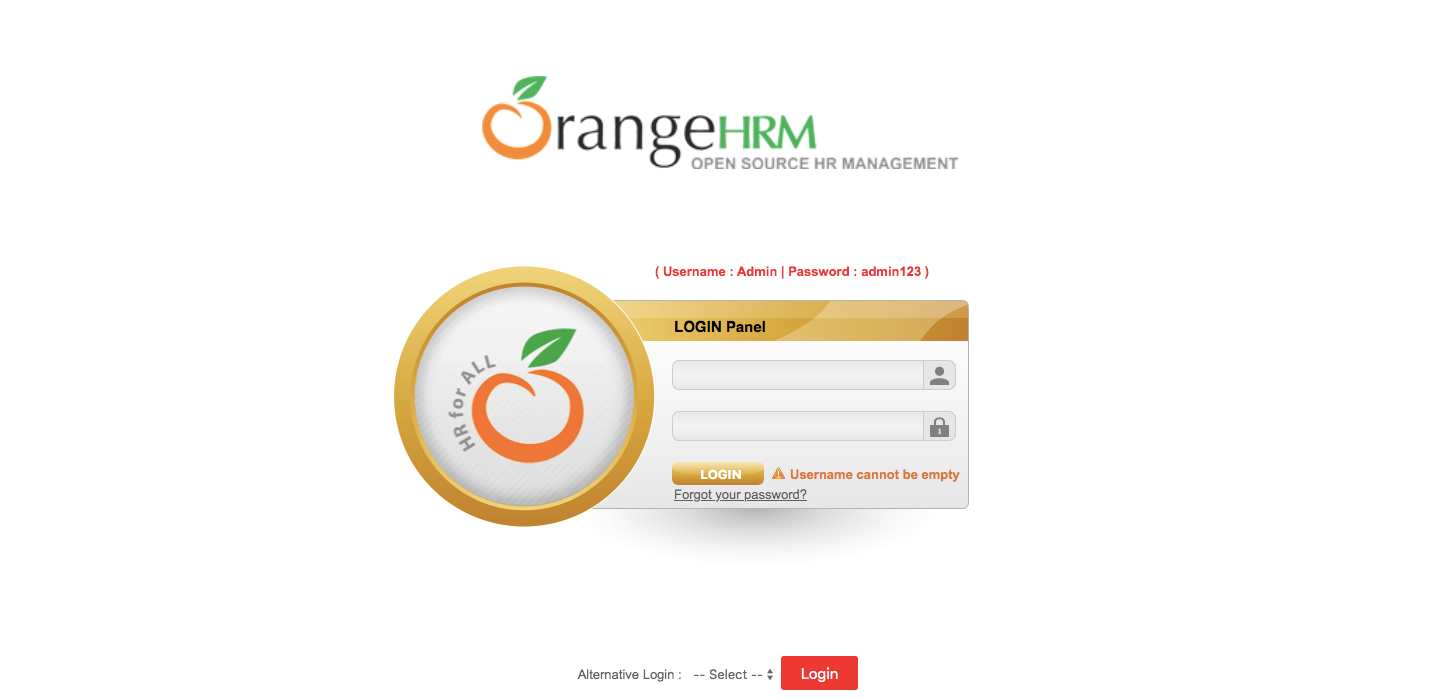 OrangeHRM
OPEN SOURCE HR MANAGEMENT
( Username : Admin | Password : admin123 )
LOGIN Panel
HR for ALL
LOGIN
Username cannot be empty
Forgot your password?
Alternative Login : -- Select -- Login